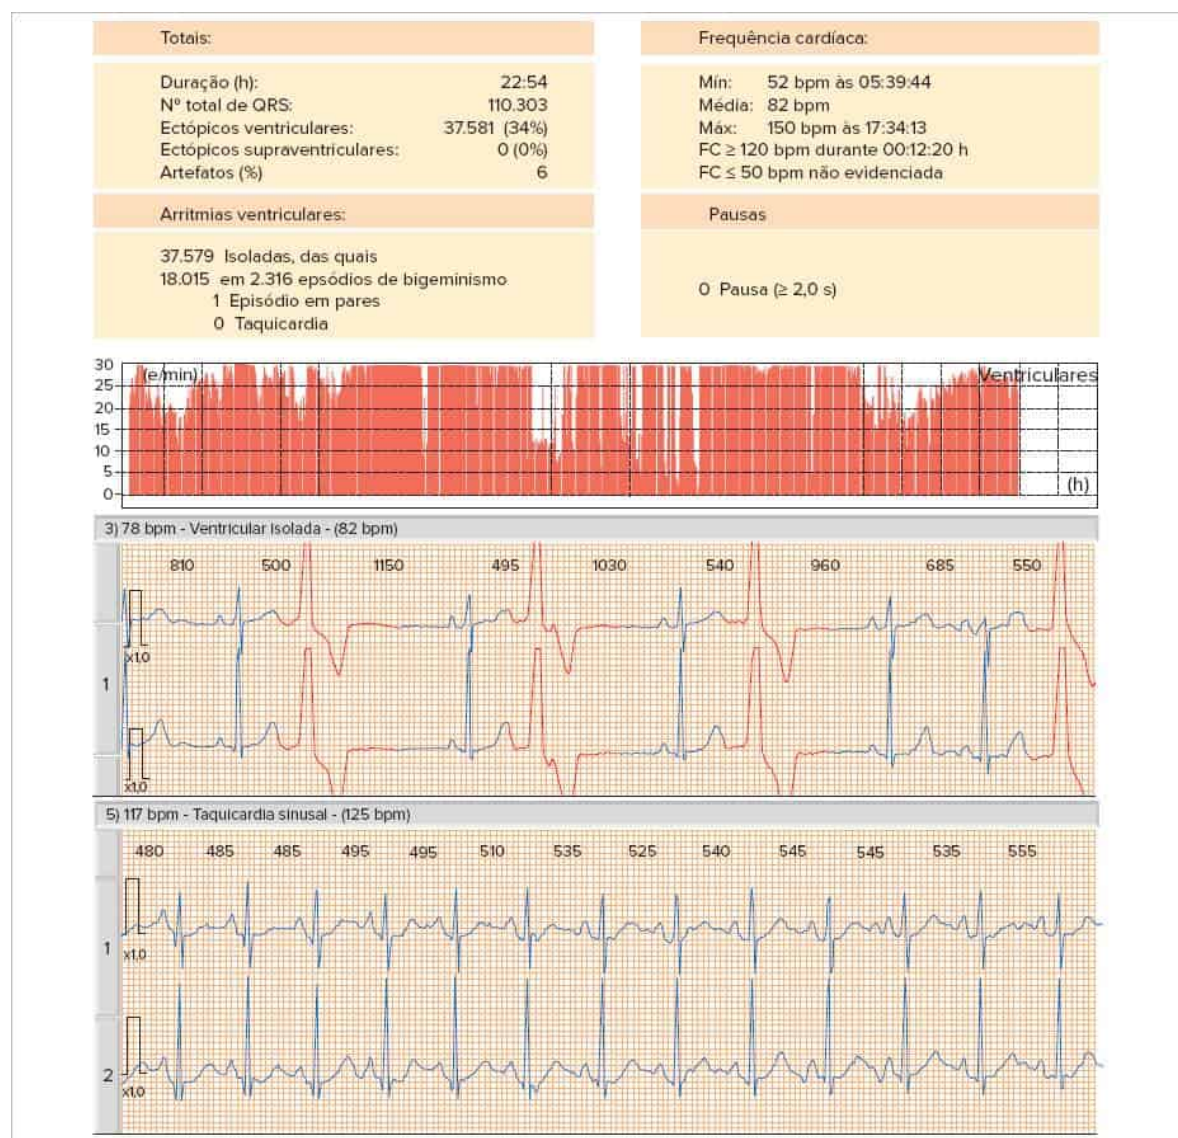 Totais:
Duração (h): 22:54
Nº total de QRS: 110.303
Ectópicos ventriculares: 37.581 (34%)
Ectópicos supraventriculares: 0 (0%)
Artefatos (%) 6
Arritmias ventriculares:
37.579 Isoladas, das quais
18.015 em 2.316 epsódios de bigeminismo
1 Episódio em pares
0 Taquicardia
Frequência cardíaca:
Mín: 52 bpm às 05:39:44
Média: 82 bpm
Máx: 150 bpm às 17:34:13
FC ≥ 120 bpm durante 00:12:20 h
FC ≤ 50 bpm não evidenciada
Pausas
0 Pausa (≥ 2,0 s)
30
(e/min) Ventriculares
25
20
15
10
5
0
(h)
3) 78 bpm - Ventricular isolada - (82 bpm)
810 500 1150 495 1030 540 960 685 550
x1,0
1
x1,0
5) 117 bpm - Taquicardia sinusal - (125 bpm)
480 485 485 495 495 510 535 525 540 545 545 535 555
1
x1,0
2
x1,0